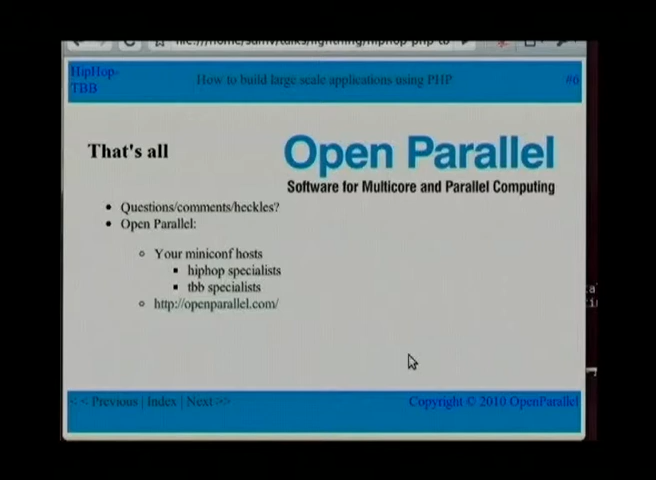 HipHop-
TBB
How to build large scale applications using PHP
#6
That's all
Open Parallel
Software for Multicore and Parallel Computing
Questions/comments/heckles?
Open Parallel:
Your miniconf hosts
hiphop specialists
tbb specialists
http://openparallel.com/
<< Previous | Index | Next >>
Copyright © 2010 OpenParallel